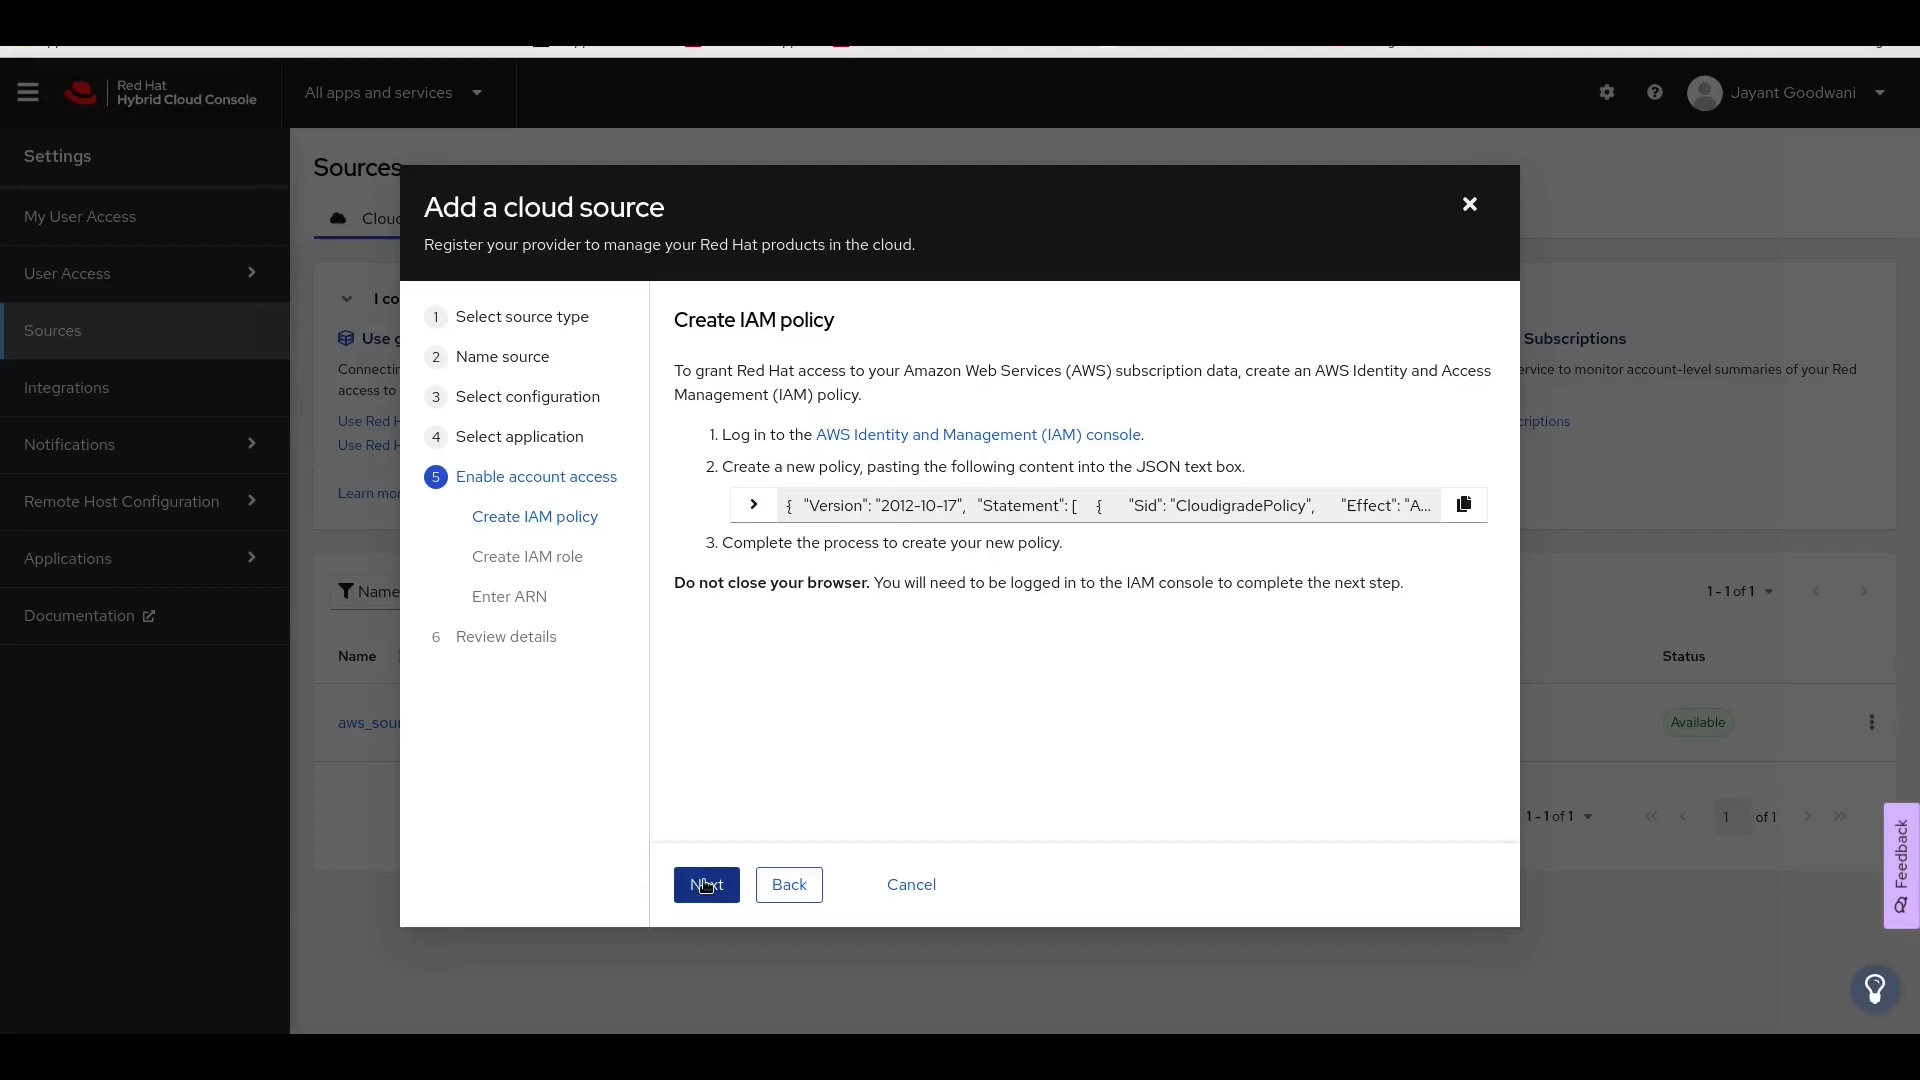 Red Hat
Hybrid Cloud Console
All apps and services
Jayant Goodwani
Settings
My User Access
User Access
Sources
Integrations
Notifications
Remote Host Configuration
Applications
Documentation
Sources
Cloud
Add a cloud source
Register your provider to manage your Red Hat products in the cloud.
1 Select source type
2 Name source
3 Select configuration
4 Select application
5 Enable account access
Create IAM policy
Create IAM role
Enter ARN
6 Review details
Create IAM policy
To grant Red Hat access to your Amazon Web Services (AWS) subscription data, create an AWS Identity and Access
Management (IAM) policy.
1. Log in to the AWS Identity and Management (IAM) console.
2. Create a new policy, pasting the following content into the JSON text box.
{ "Version": "2012-10-17", "Statement": [ { "Sid": "CloudigradePolicy", "Effect": "A...
3. Complete the process to create your new policy.
Do not close your browser. You will need to be logged in to the IAM console to complete the next step.
Next
Back
Cancel
I co
Use g
Connectin
access to
Use Red H
Use Red H
Learn mo
Subscriptions
ervice to monitor account-level summaries of your Red
criptions
Name
1 - 1 of 1
Name
Status
aws_sour
Available
1 - 1 of 1
1 of 1
Feedback